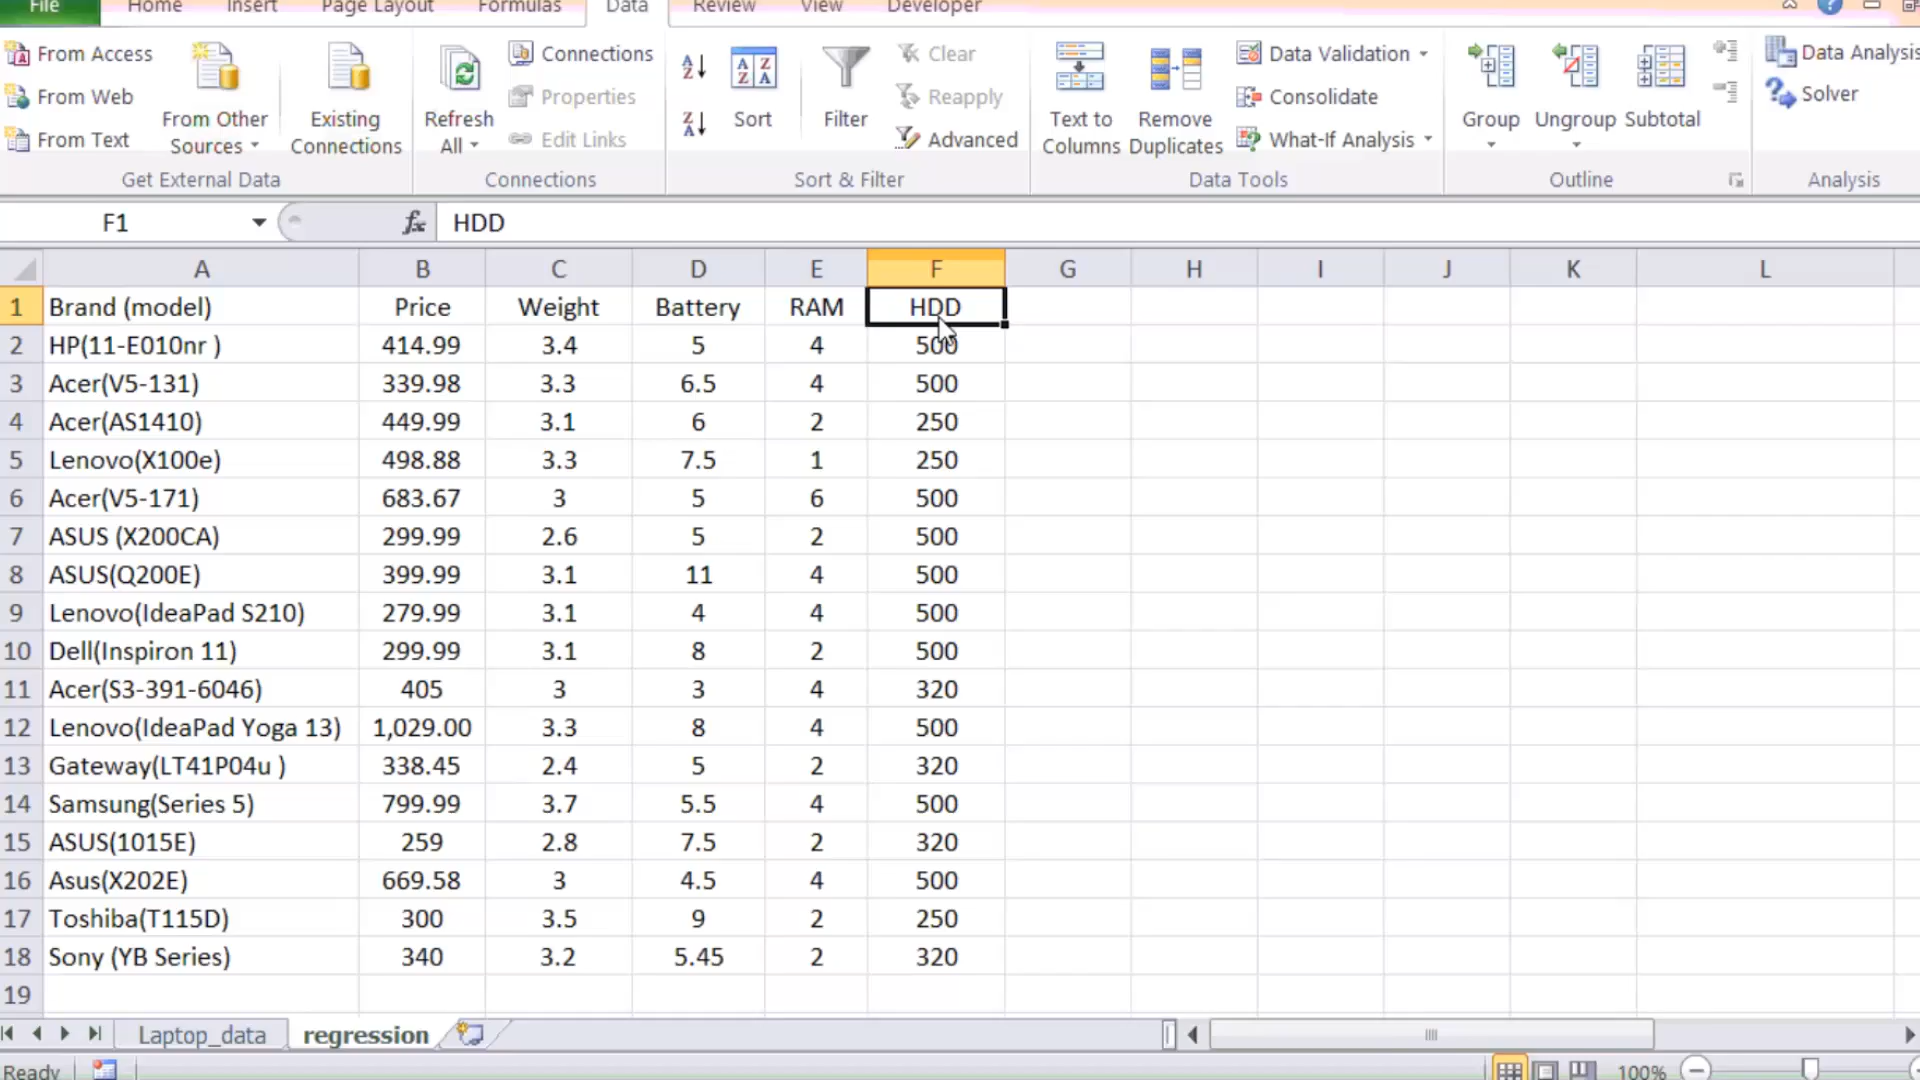 File Home Insert Page Layout Formulas Data Review View Developer
From Access
From Web
From Text
From Other
Sources
Existing
Connections
Get External Data
Refresh
All
Connections
Properties
Edit Links
Connections
Sort
Filter
Clear
Reapply
Advanced
Sort & Filter
Text to
Columns
Remove
Duplicates
Data Validation
Consolidate
What-If Analysis
Data Tools
Group
Ungroup
Subtotal
Outline
Data Analysis
Solver
Analysis
F1 fx HDD
A B C D E F G H I J K L
1 Brand (model) Price Weight Battery RAM HDD
2 HP(11-E010nr ) 414.99 3.4 5 4 500
3 Acer(V5-131) 339.98 3.3 6.5 4 500
4 Acer(AS1410) 449.99 3.1 6 2 250
5 Lenovo(X100e) 498.88 3.3 7.5 1 250
6 Acer(V5-171) 683.67 3 5 6 500
7 ASUS (X200CA) 299.99 2.6 5 2 500
8 ASUS(Q200E) 399.99 3.1 11 4 500
9 Lenovo(IdeaPad S210) 279.99 3.1 4 4 500
10 Dell(Inspiron 11) 299.99 3.1 8 2 500
11 Acer(S3-391-6046) 405 3 3 4 320
12 Lenovo(IdeaPad Yoga 13) 1,029.00 3.3 8 4 500
13 Gateway(LT41P04u ) 338.45 2.4 5 2 320
14 Samsung(Series 5) 799.99 3.7 5.5 4 500
15 ASUS(1015E) 259 2.8 7.5 2 320
16 Asus(X202E) 669.58 3 4.5 4 500
17 Toshiba(T115D) 300 3.5 9 2 250
18 Sony (YB Series) 340 3.2 5.45 2 320
19
Laptop_data regression
Ready 100%